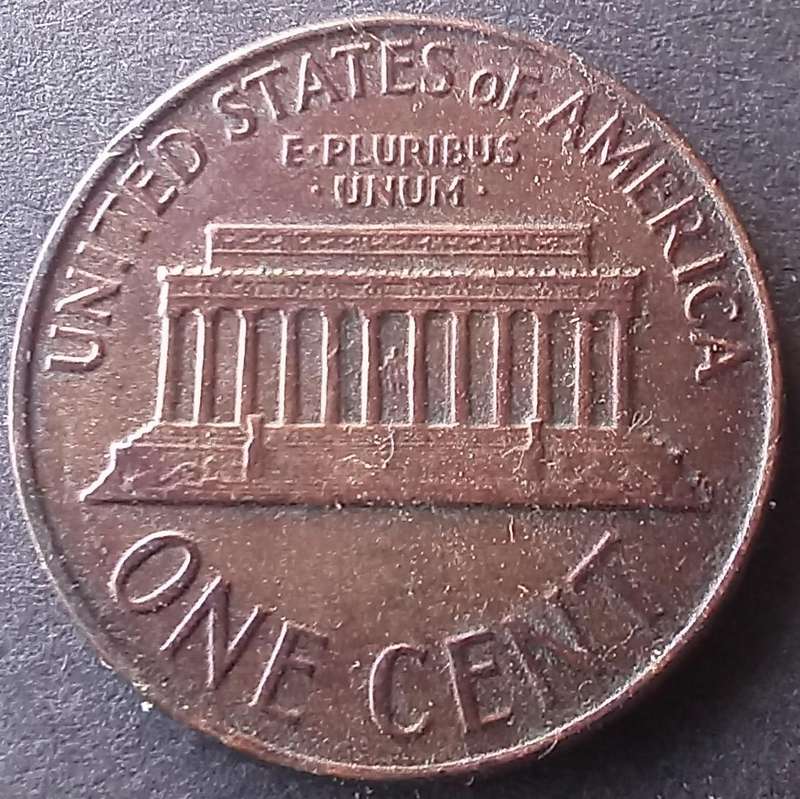 UNITED STATES oF AMERICA
E·PLURIBUS
·UNUM·
ONE CENT